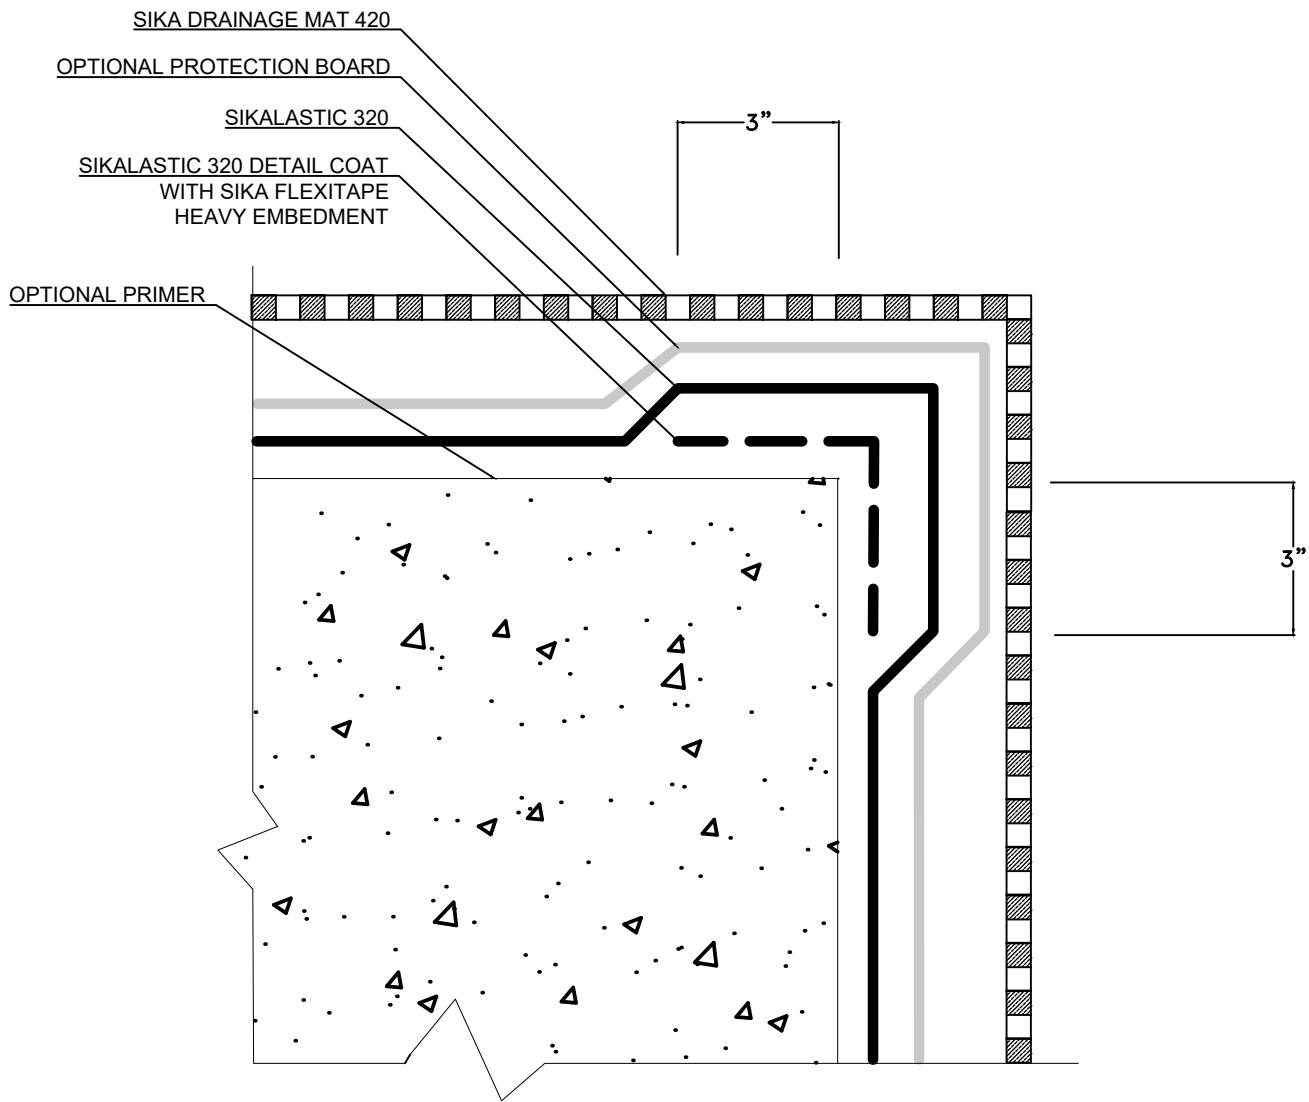 SIKA DRAINAGE MAT 420
OPTIONAL PROTECTION BOARD
SIKALASTIC 320
SIKALASTIC 320 DETAIL COAT
WITH SIKA FLEXITAPE
HEAVY EMBEDMENT
OPTIONAL PRIMER
3”
3”